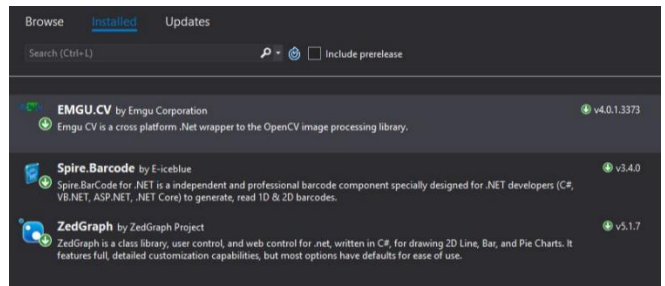 Browse Installed Updates
Search (Ctrl+L) Include prerelease
EMGU.CV by Emgu Corporation v4.0.1.3373
Emgu CV is a cross platform .Net wrapper to the OpenCV image processing library.
Spire.Barcode by E-iceblue v3.4.0
Spire.BarCode for .NET is a independent and professional barcode component specially designed for .NET developers (C#,
VB.NET, ASP.NET, .NET Core) to generate, read 1D & 2D barcodes.
ZedGraph by ZedGraph Project v5.1.7
ZedGraph is a class library, user control, and web control for .net, written in C#, for drawing 2D Line, Bar, and Pie Charts. It
features full, detailed customization capabilities, but most options have defaults for ease of use.